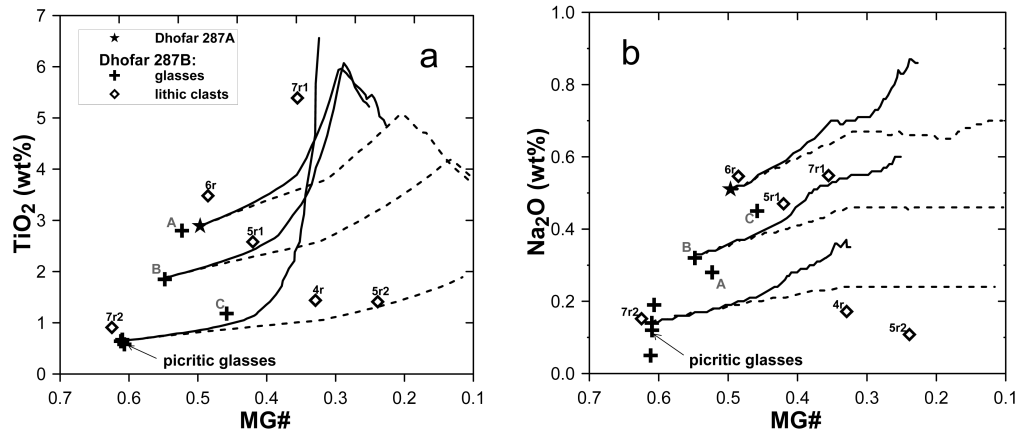 a
Dhofar 287A
Dhofar 287B:
glasses
lithic clasts
TiO2 (wt%)
7
6
5
4
3
2
1
0
7r1
6r
A
5r1
B
C
4r
5r2
7r2
picritic glasses
0.7 0.6 0.5 0.4 0.3 0.2 0.1
MG#
b
Na2O (wt%)
1.0
0.8
0.6
0.4
0.2
0.0
6r
7r1
5r1
C
B
A
7r2
4r
5r2
picritic glasses
0.7 0.6 0.5 0.4 0.3 0.2 0.1
MG#